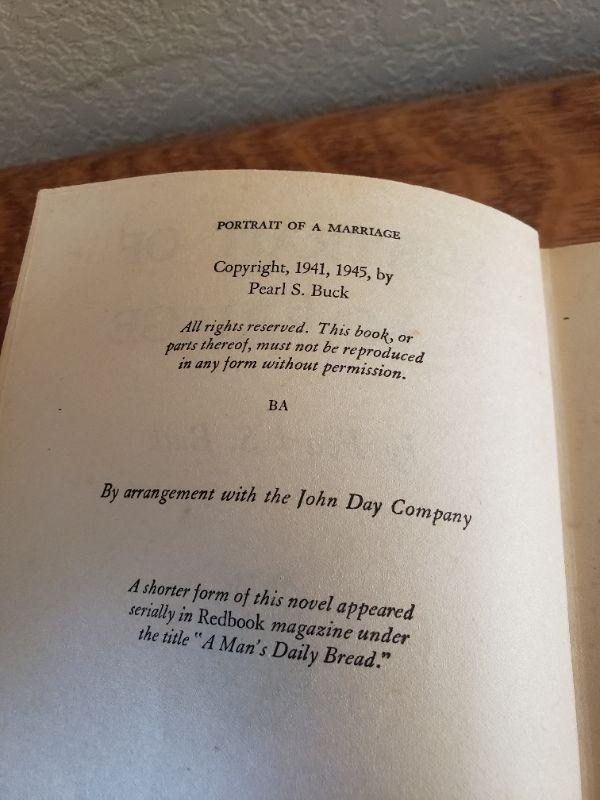 PORTRAIT OF A MARRIAGE
Copyright, 1941, 1945, by
Pearl S. Buck
All rights reserved. This book, or
parts thereof, must not be reproduced
in any form without permission.
BA
By arrangement with the John Day Company
A shorter form of this novel appeared
serially in Redbook magazine under
the title "A Man's Daily Bread."